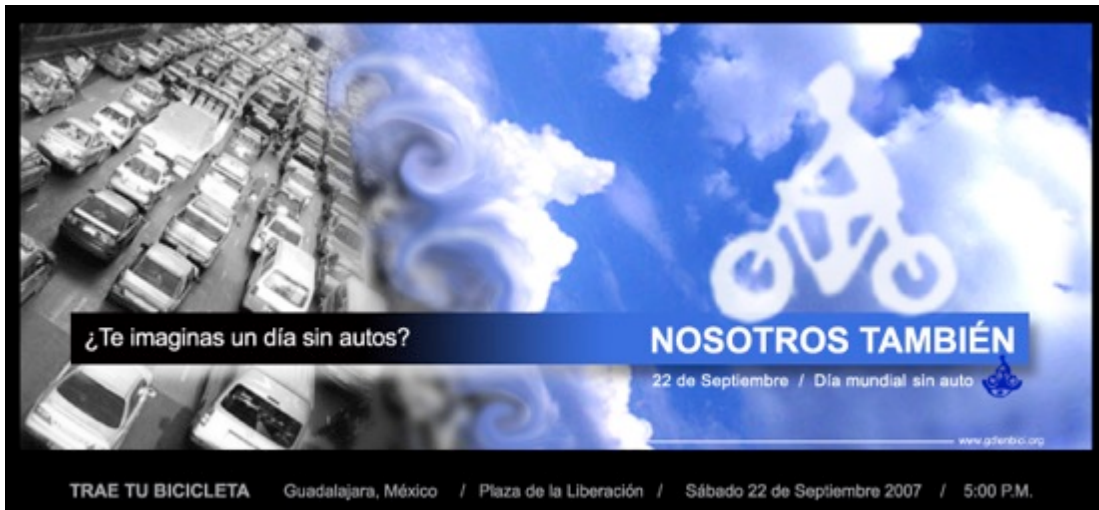 ¿Te imaginas un día sin autos?
NOSOTROS TAMBIÉN
22 de Septiembre / Día mundial sin auto
www.gdlenbici.org
TRAE TU BICICLETA Guadalajara, México / Plaza de la Liberación / Sábado 22 de Septiembre 2007 / 5:00 P.M.